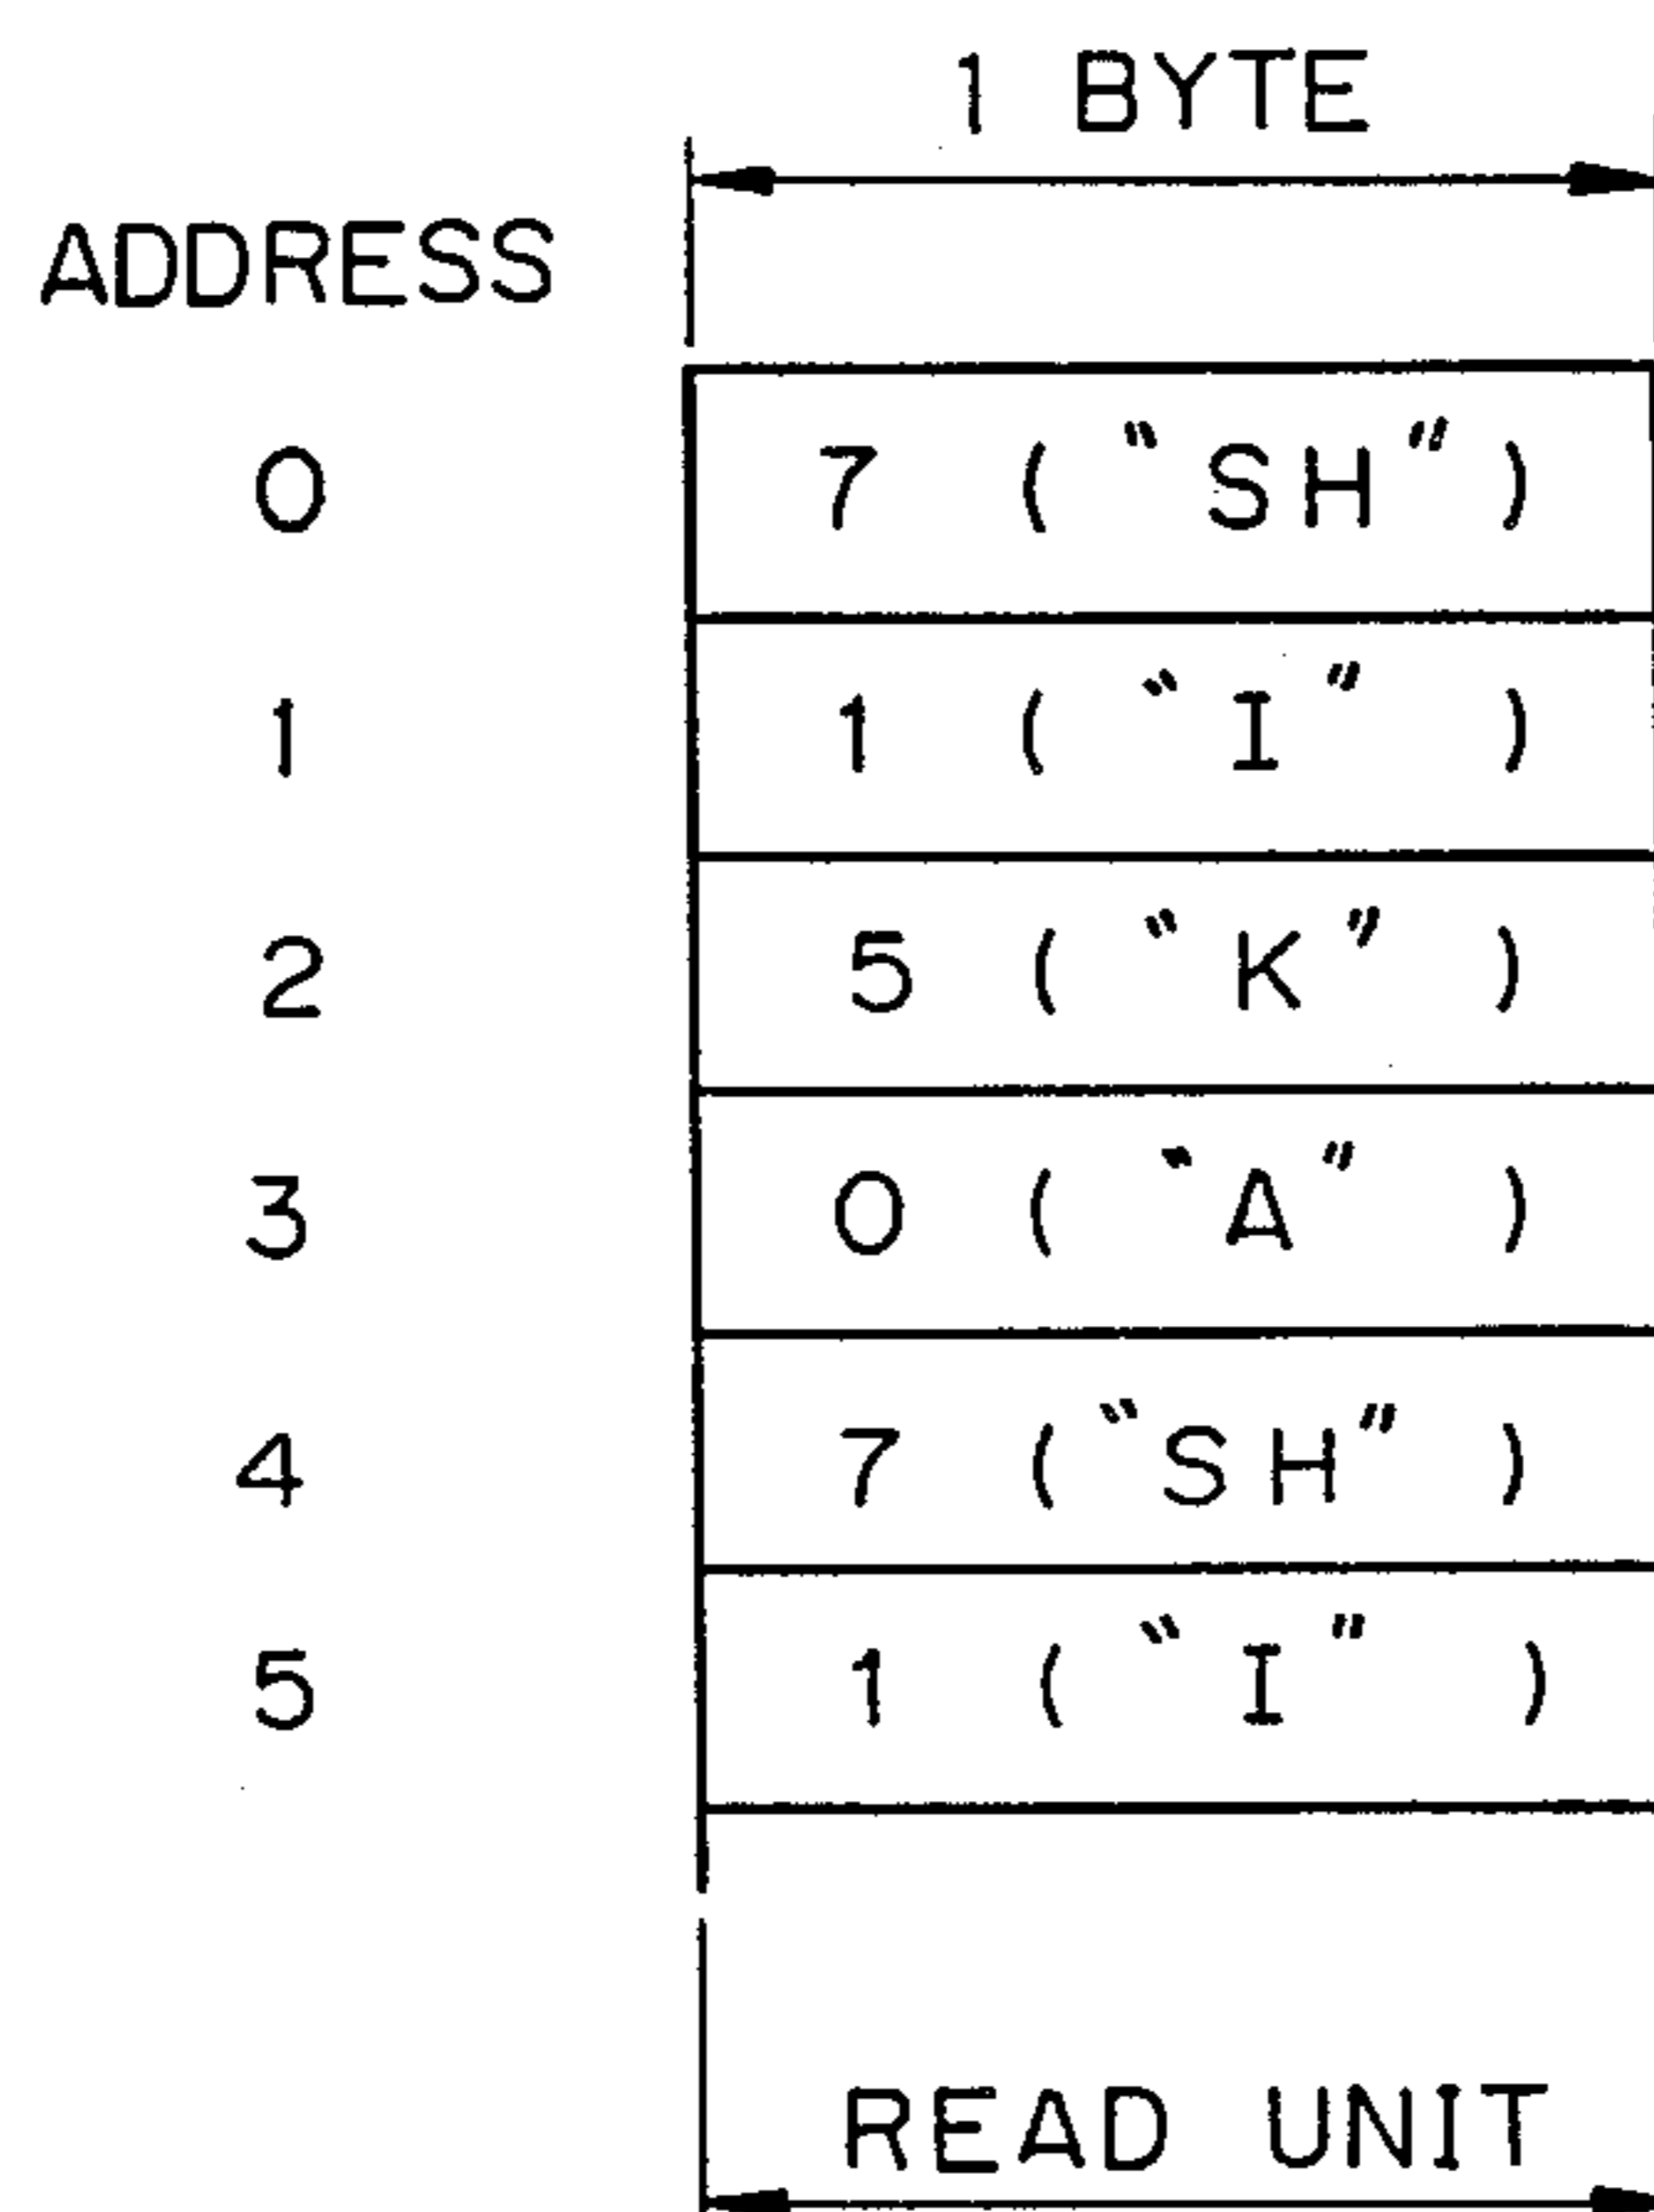 1 BYTE
ADDRESS
0 7 ( "SH" )
1 1 ( "I" )
2 5 ( "K" )
3 0 ( "A" )
4 7 ( "SH" )
5 1 ( "I" )
READ UNIT